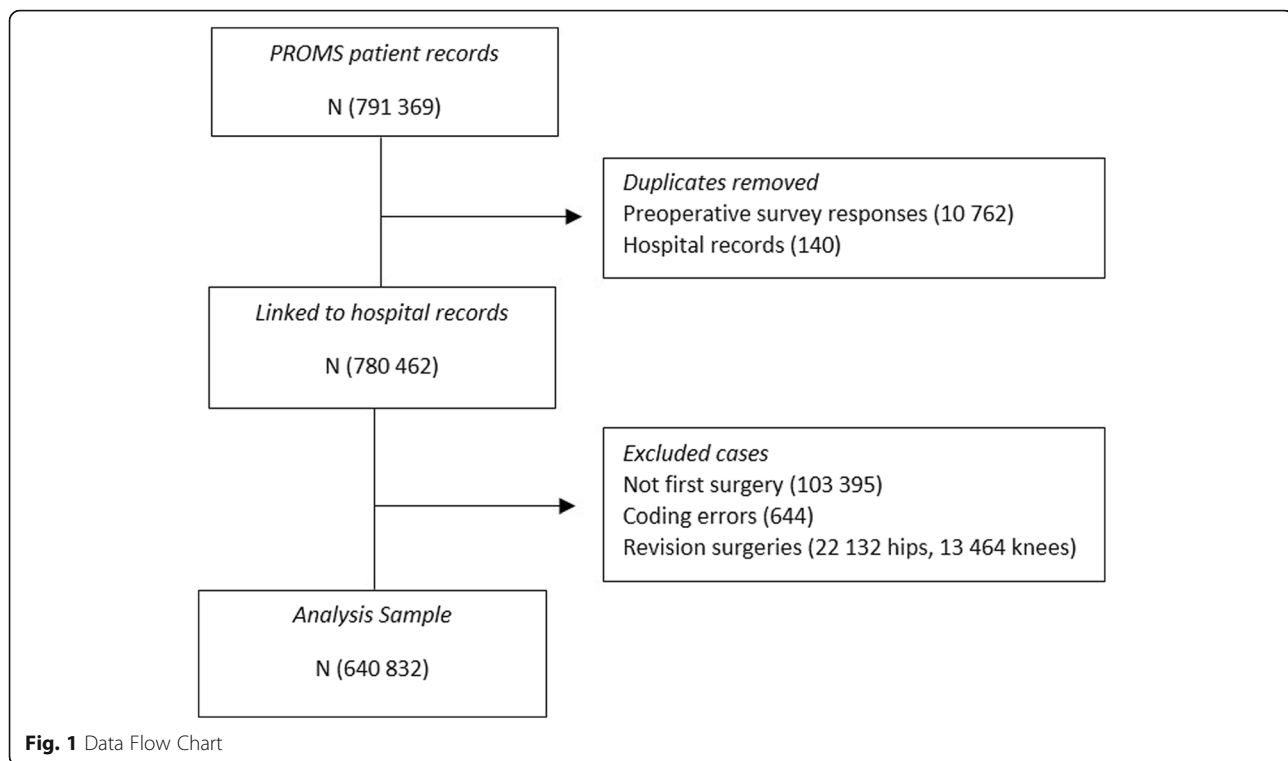 PROMS patient records
N (791 369)
Duplicates removed
Preoperative survey responses (10 762)
Hospital records (140)
Linked to hospital records
N (780 462)
Excluded cases
Not first surgery (103 395)
Coding errors (644)
Revision surgeries (22 132 hips, 13 464 knees)
Analysis Sample
N (640 832)
Fig. 1 Data Flow Chart